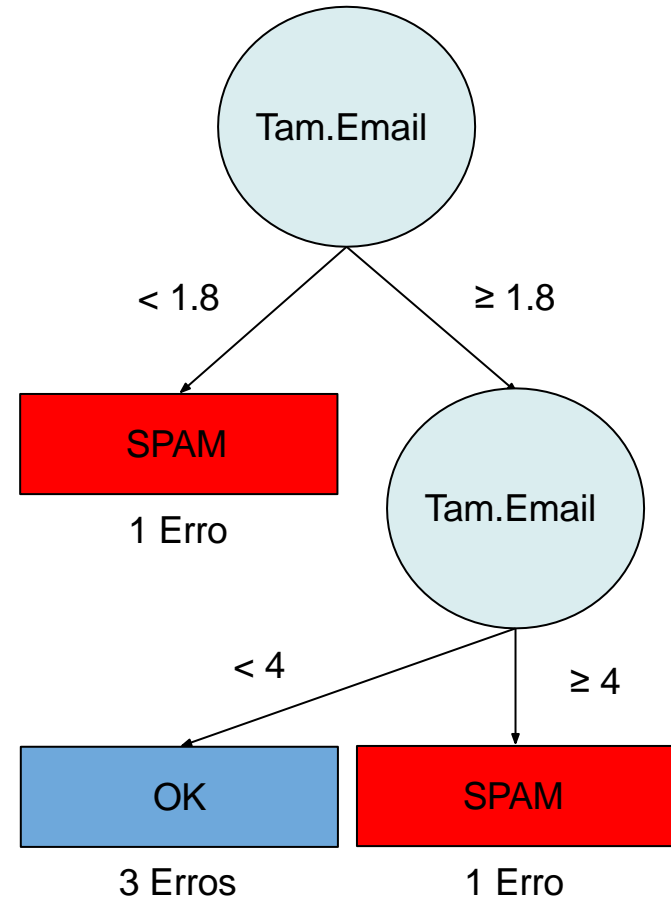 Tam.Email
< 1.8
≥ 1.8
SPAM
1 Erro
Tam.Email
< 4
≥ 4
OK
SPAM
3 Erros
1 Erro